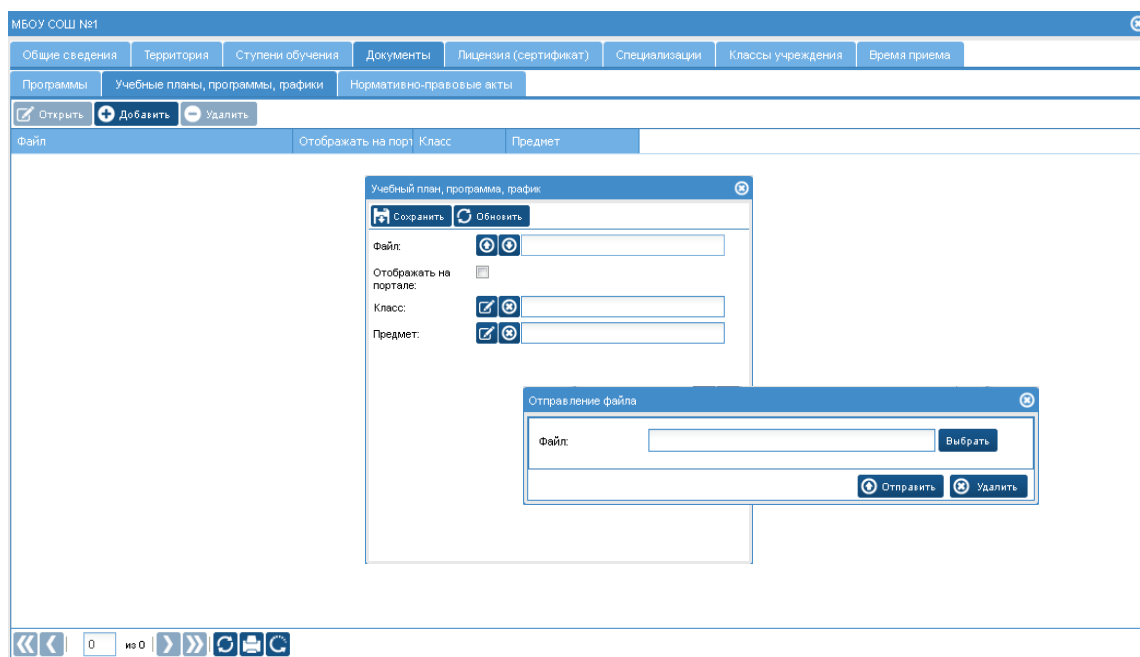 МБОУ СОШ №1
Общие сведения Территория Ступени обучения Документы Лицензия (сертификат) Специализации Классы учреждения Время приема
Программы Учебные планы, программы, графики Нормативно-правовые акты
Открыть Добавить Удалить
Файл Отображать на порт Класс Предмет
Учебный план, программа, график
Сохранить Обновить
Файл:
Отображать на
портале:
Класс:
Предмет:
Отправление файла
Файл: Выбрать
Отправить Удалить
0 из 0